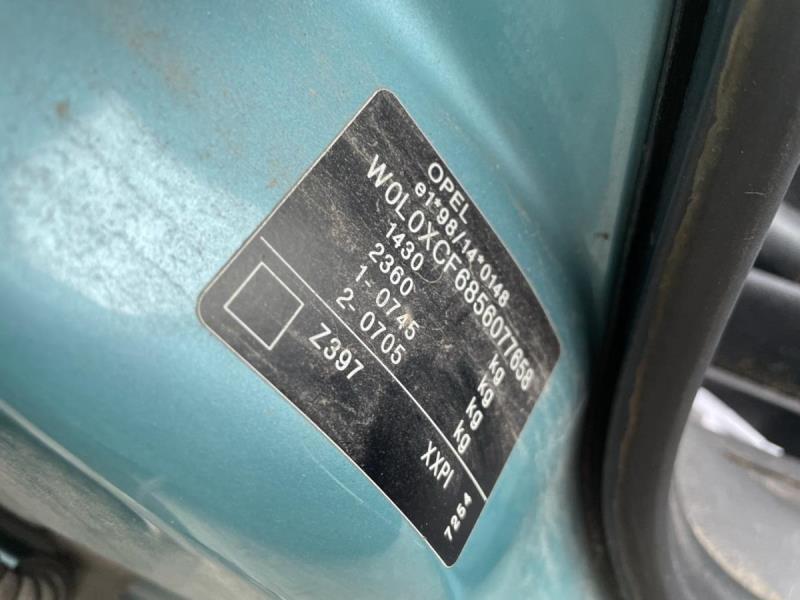 OPEL
e1*98/14*0148
W0L0XCF6856077658
1430 kg
2360 kg
1- 0745 kg
2- 0705 kg
Z397 XXPI
7254